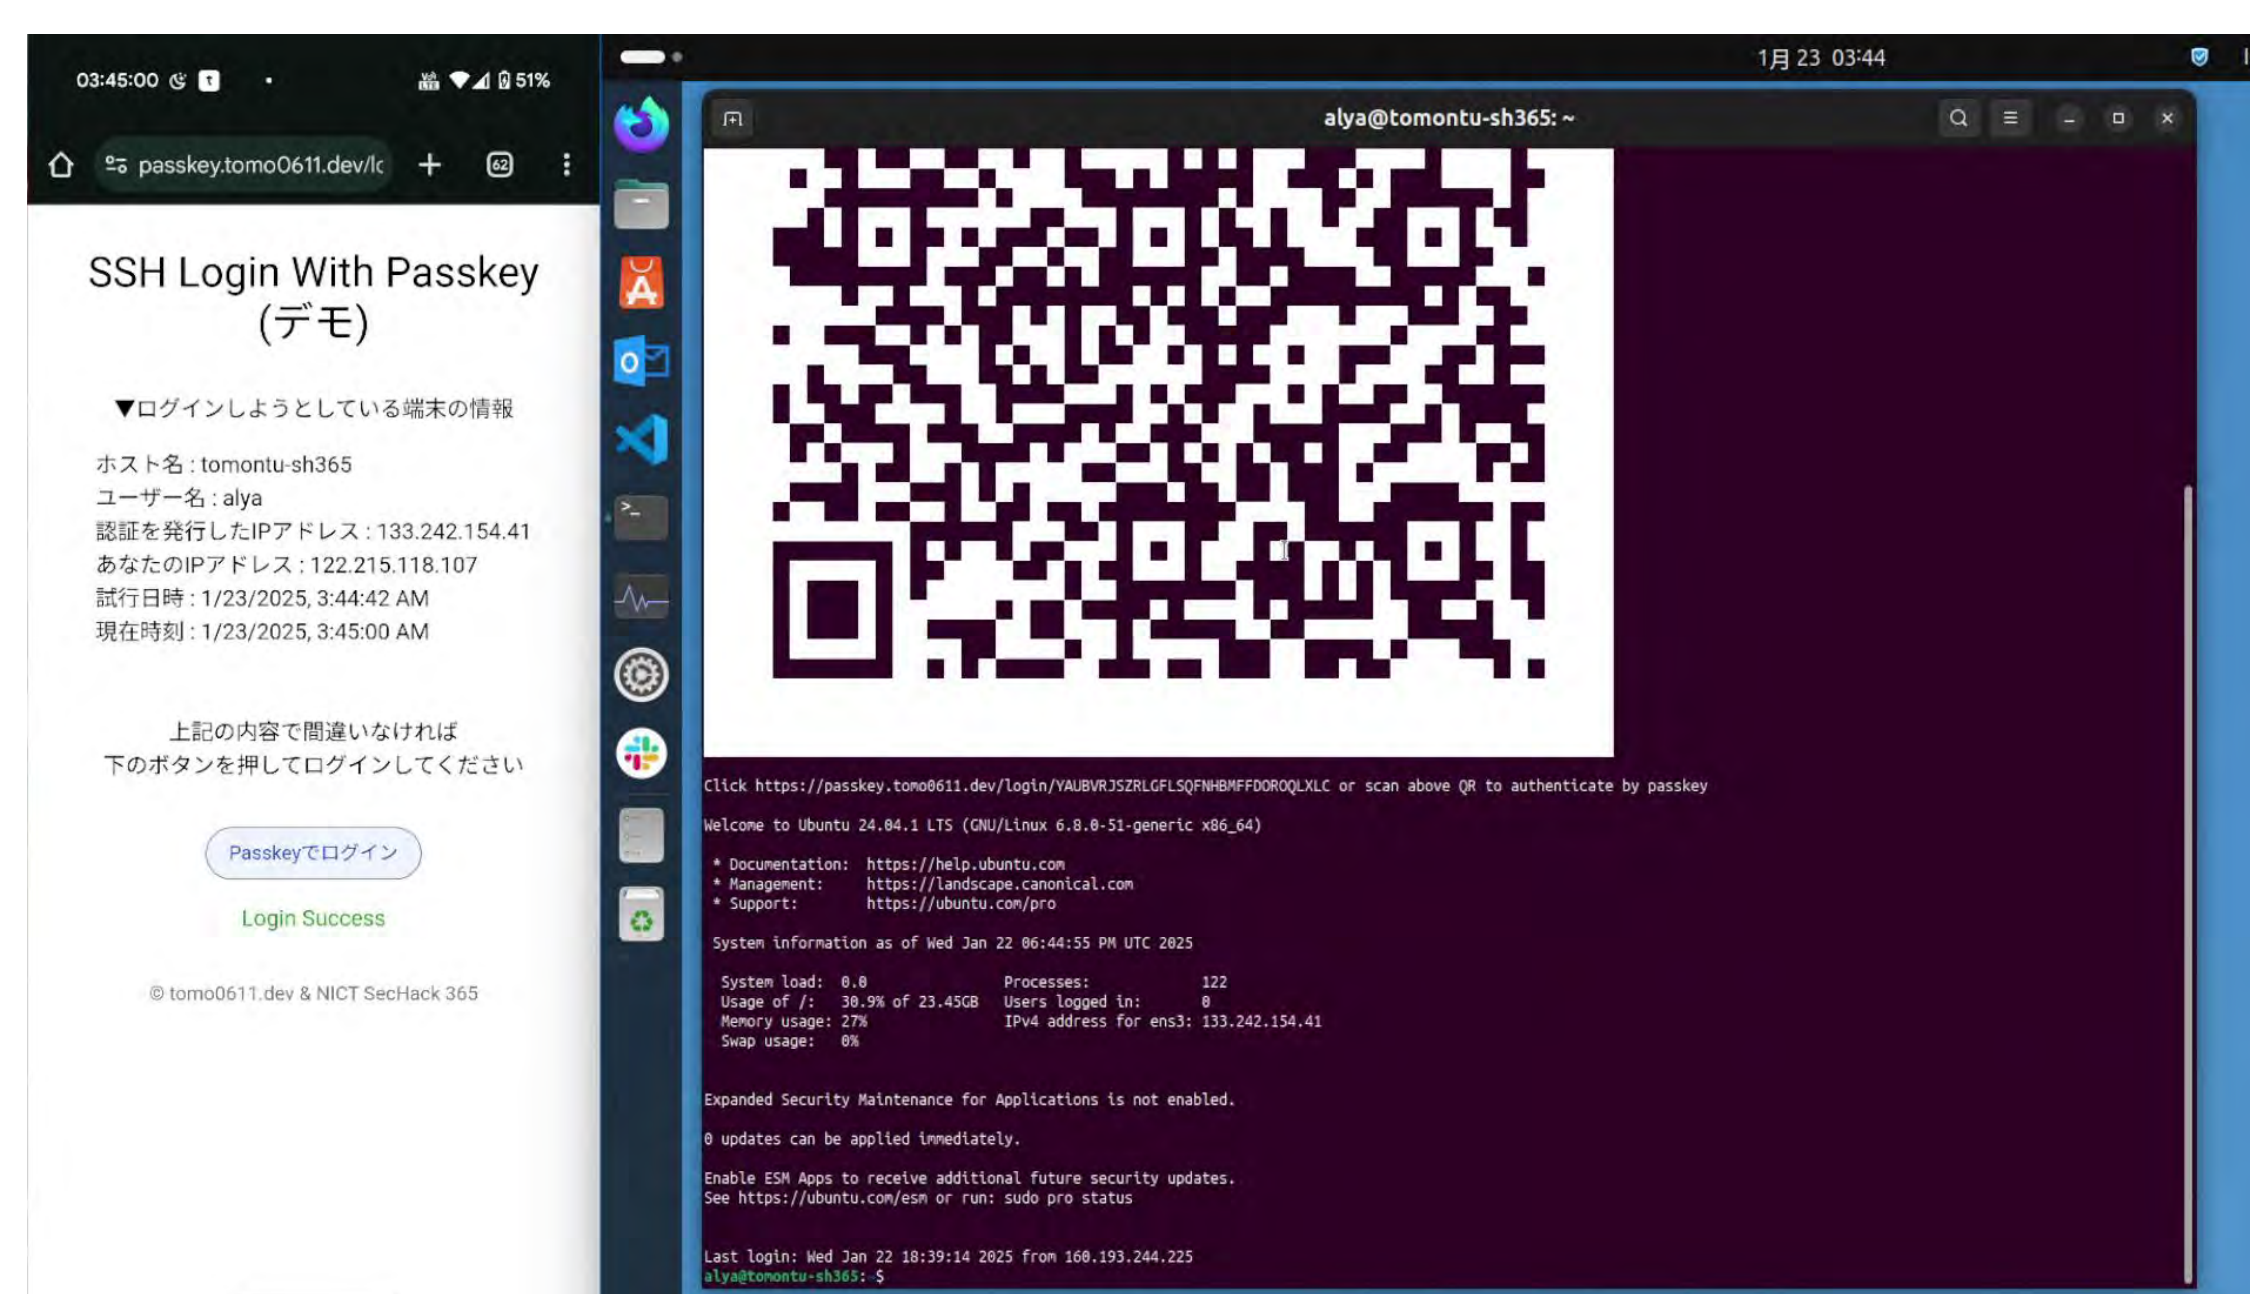 03:45:00
51%
passkey.tomo0611.dev/lc
62
SSH Login With Passkey
(デモ)
▼ログインしようとしている端末の情報
ホスト名 : tomontu-sh365
ユーザー名 : alya
認証を発行したIPアドレス : 133.242.154.41
あなたのIPアドレス : 122.215.118.107
試行日時 : 1/23/2025, 3:44:42 AM
現在時刻 : 1/23/2025, 3:45:00 AM
上記の内容で間違いなければ
下のボタンを押してログインしてください
Passkeyでログイン
Login Success
© tomo0611.dev & NICT SecHack 365
1月 23 03:44
alya@tomontu-sh365: ~
Click https://passkey.tomo0611.dev/login/YAUBVRJSZRLGFLSQFNHBMFFDOROQLXLC or scan above QR to authenticate by passkey
Welcome to Ubuntu 24.04.1 LTS (GNU/Linux 6.8.0-51-generic x86_64)
* Documentation: https://help.ubuntu.com
* Management: https://landscape.canonical.com
* Support: https://ubuntu.com/pro
System information as of Wed Jan 22 06:44:55 PM UTC 2025
System load: 0.0 Processes: 122
Usage of /: 30.9% of 23.45GB Users logged in: 0
Memory usage: 27% IPv4 address for ens3: 133.242.154.41
Swap usage: 0%
Expanded Security Maintenance for Applications is not enabled.
0 updates can be applied immediately.
Enable ESM Apps to receive additional future security updates.
See https://ubuntu.com/esm or run: sudo pro status
Last login: Wed Jan 22 18:39:14 2025 from 160.193.244.225
alya@tomontu-sh365:~$